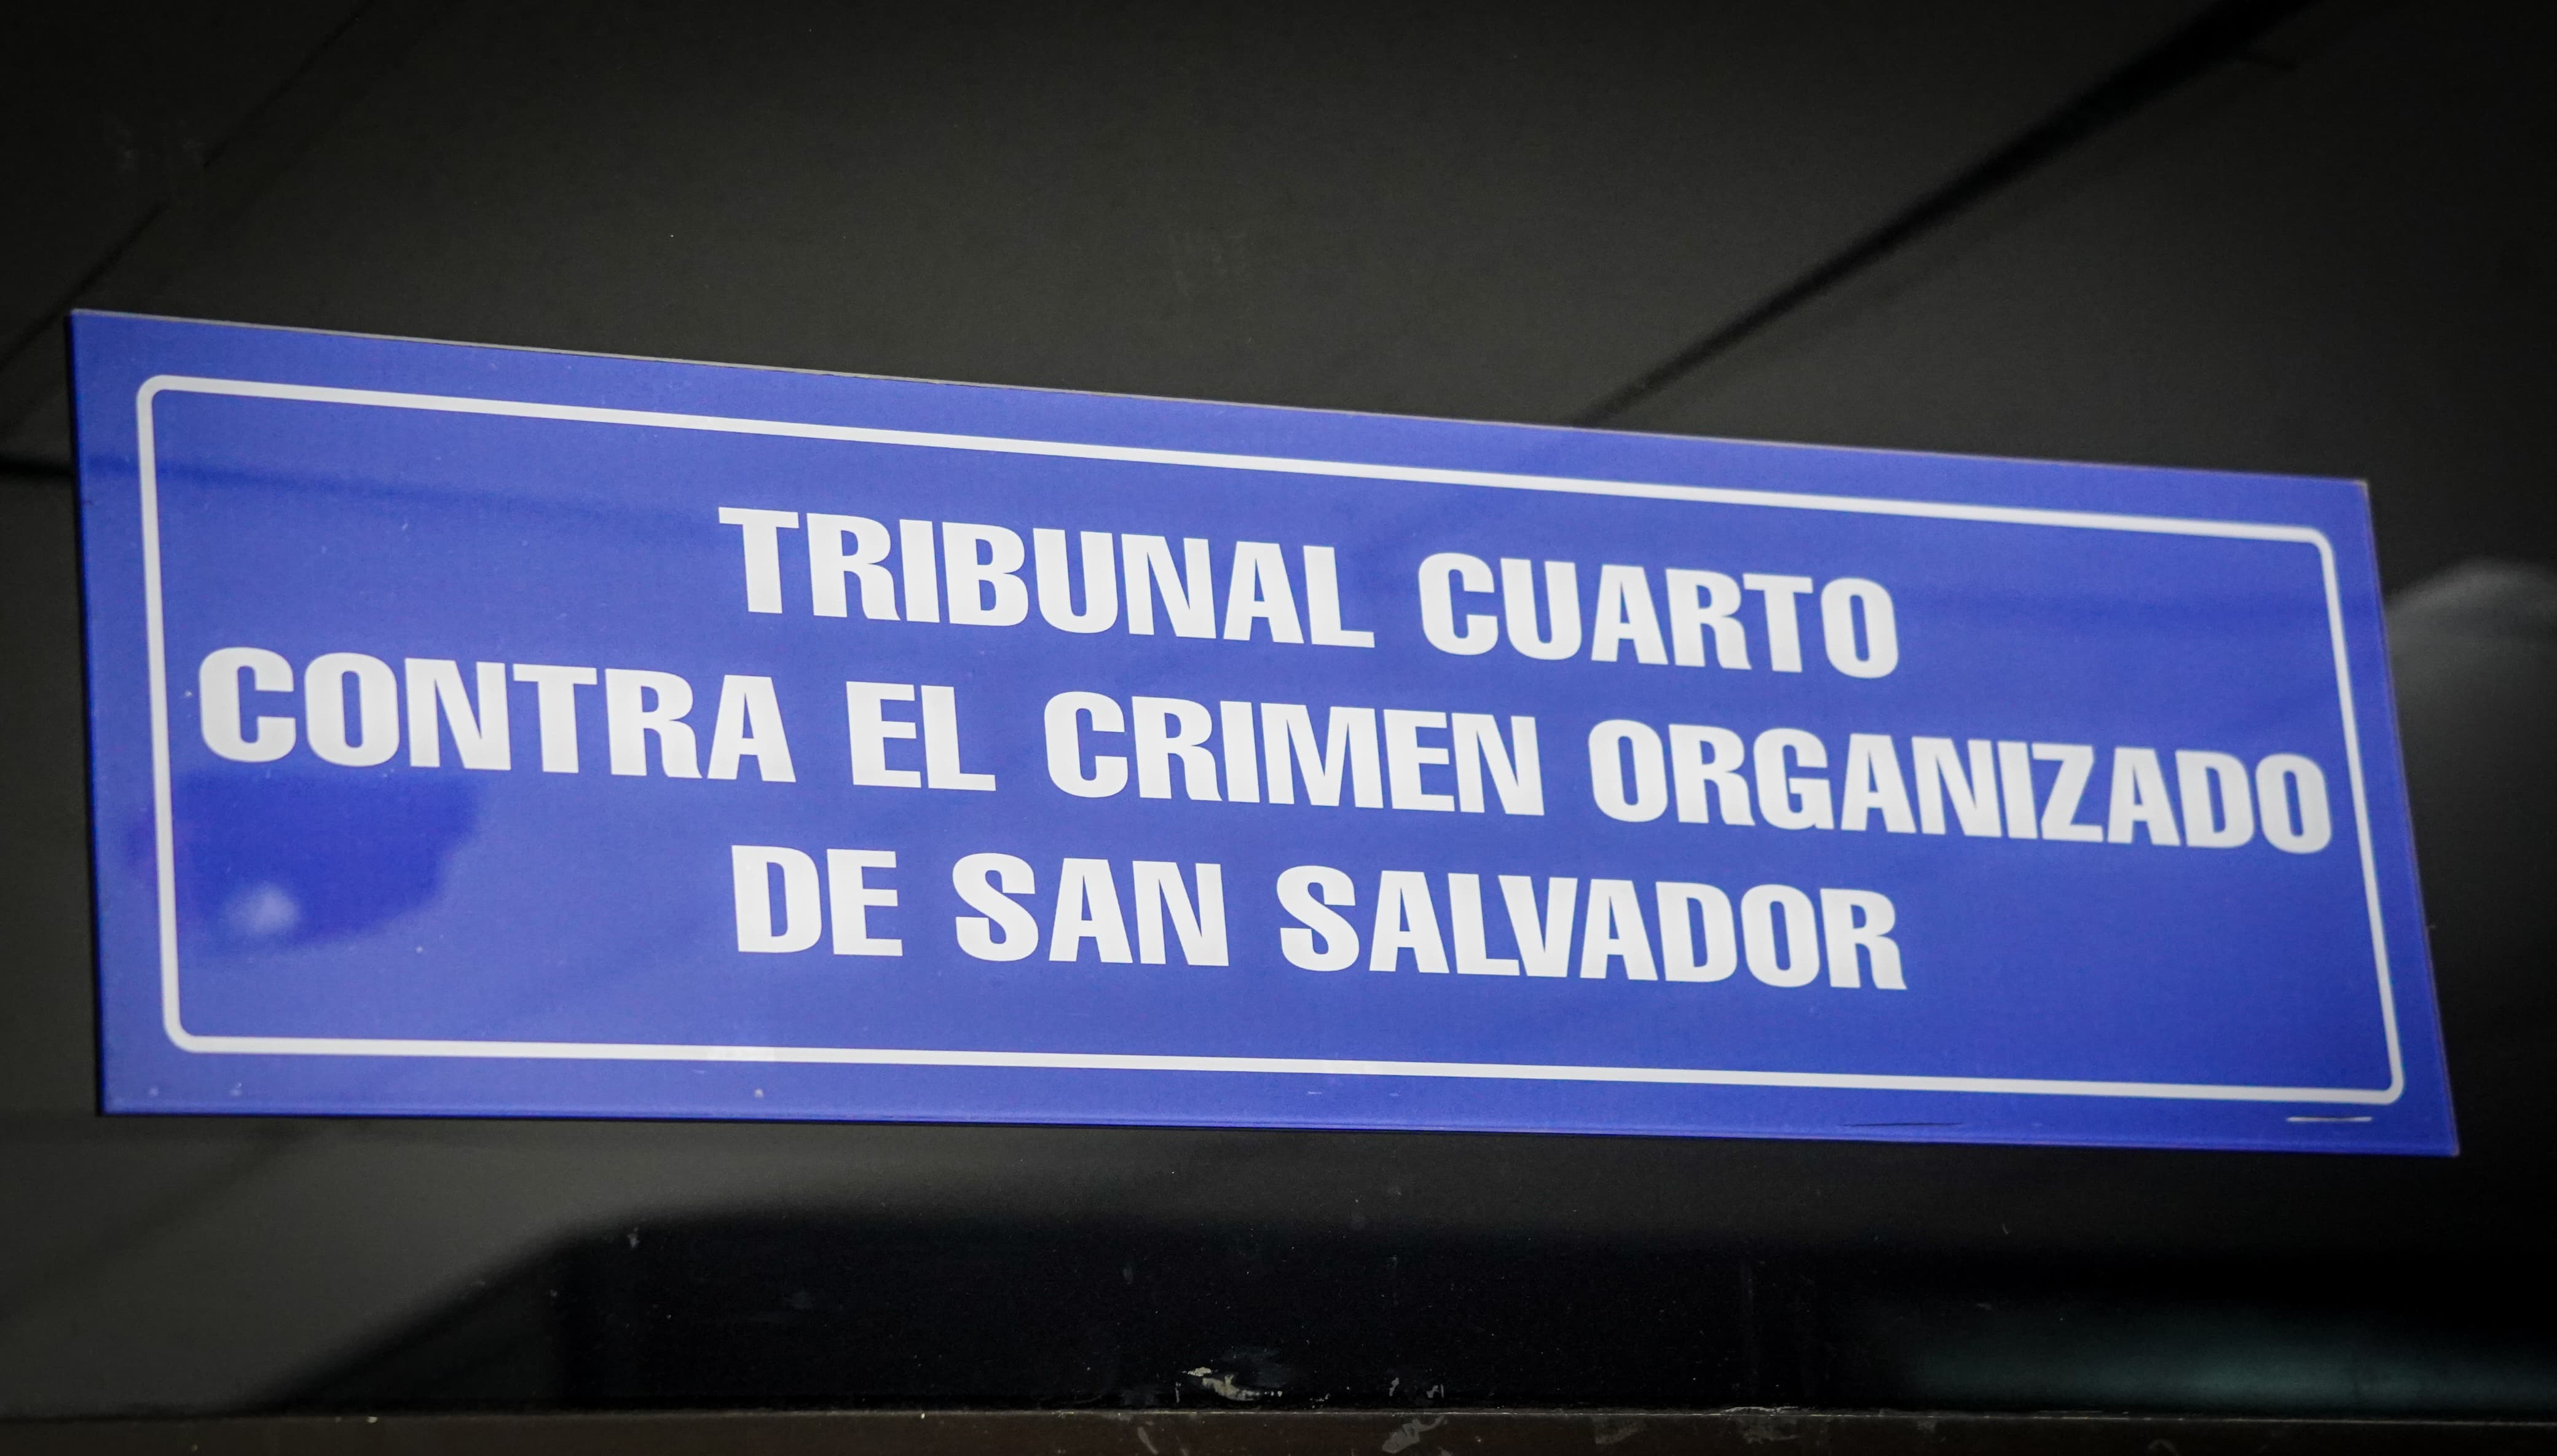 TRIBUNAL CUARTO
CONTRA EL CRIMEN ORGANIZADO
DE SAN SALVADOR